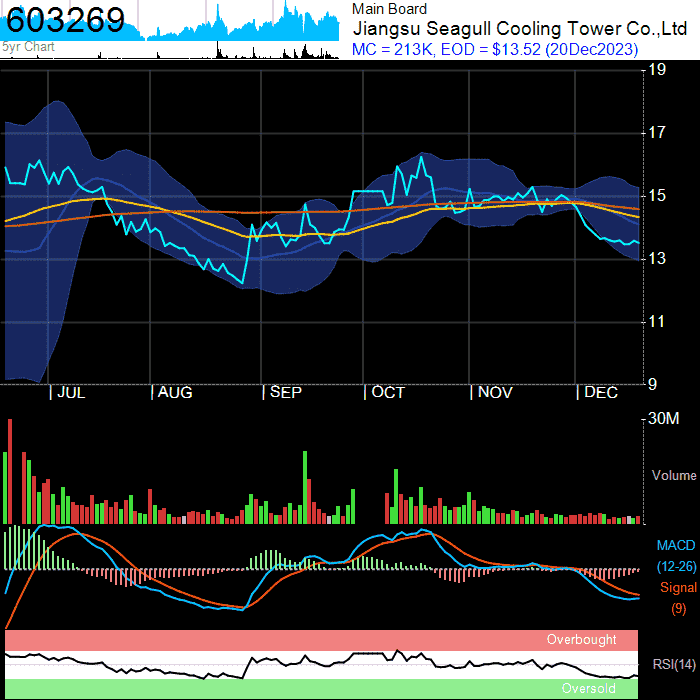 603269
5yr Chart
Main Board
Jiangsu Seagull Cooling Tower Co.,Ltd
MC = 213K, EOD = $13.52 (20Dec2023)
19
17
15
13
11
9
JUL
AUG
SEP
OCT
NOV
DEC
30M
Volume
MACD
(12-26)
Signal
(9)
Overbought
RSI(14)
Oversold